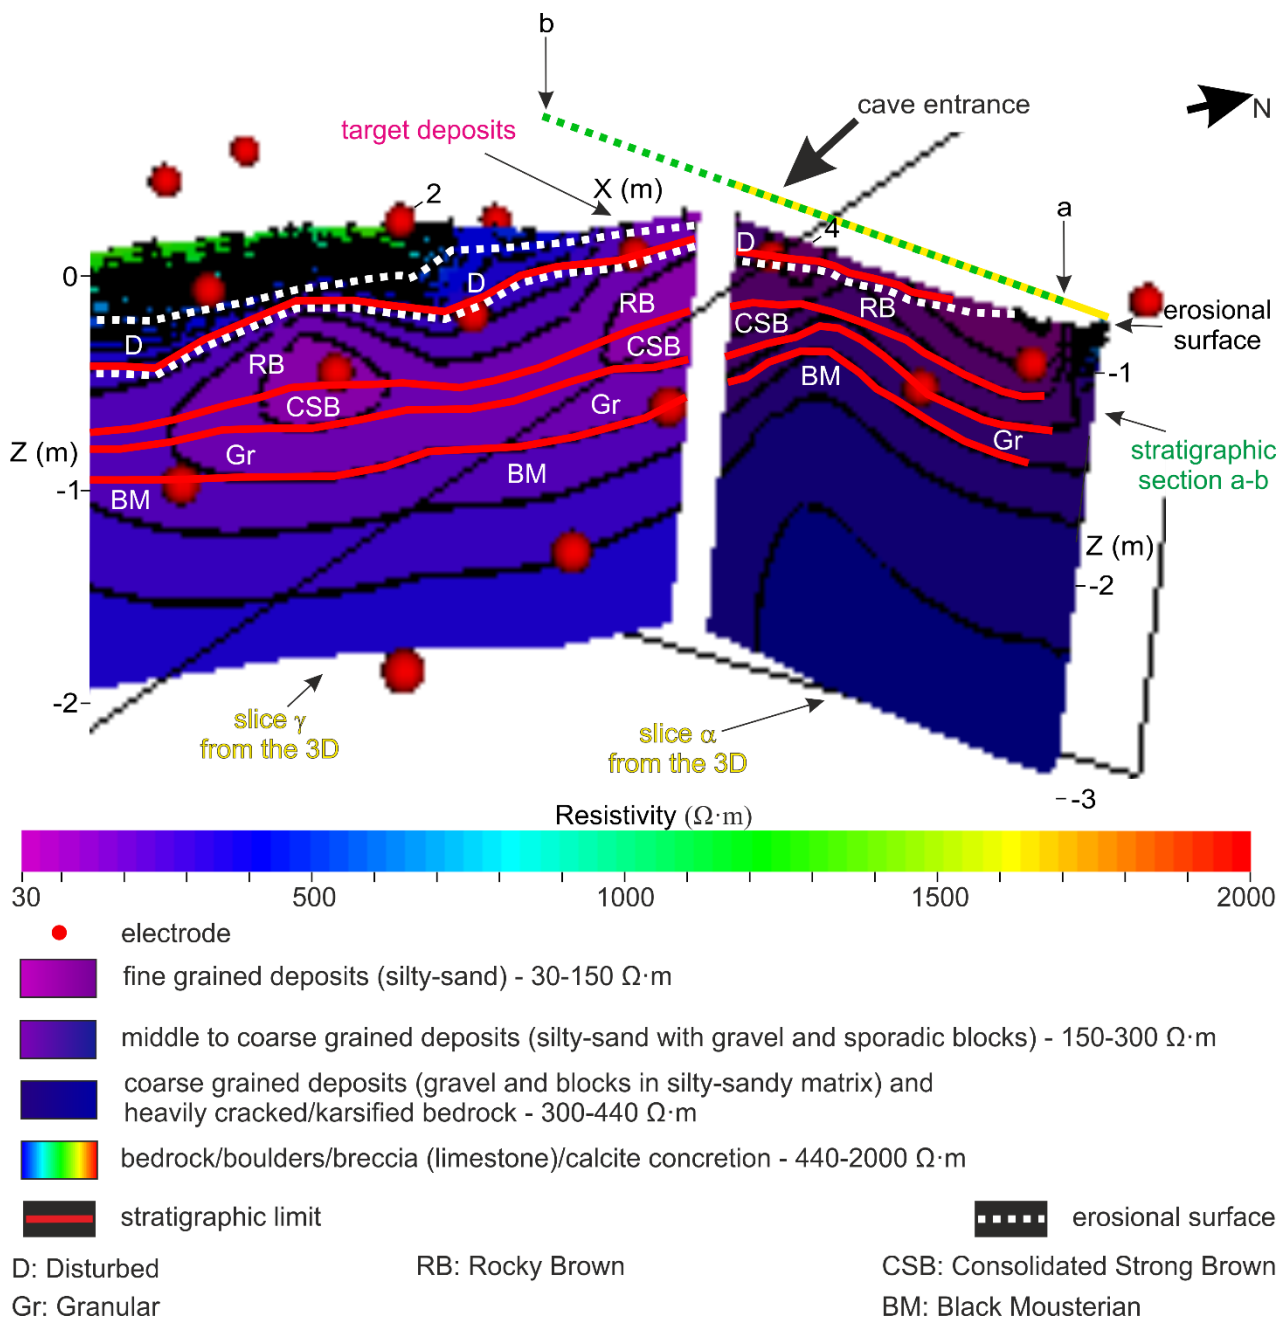 b
cave entrance
N
target deposits
X (m)
2
a
4
D
0
D
RB
erosional
surface
D
RB
CSB
RB
CSB
-1
CSB
BM
Gr
Z (m)
Gr
Gr
stratigraphic
section a-b
-1
BM
BM
Z (m)
-2
-2
slice γ
from the 3D
slice α
from the 3D
-3
Resistivity (Ω·m)
30 500 1000 1500 2000
electrode
fine grained deposits (silty-sand) - 30-150 Ω·m
middle to coarse grained deposits (silty-sand with gravel and sporadic blocks) - 150-300 Ω·m
coarse grained deposits (gravel and blocks in silty-sandy matrix) and
heavily cracked/karsified bedrock - 300-440 Ω·m
bedrock/boulders/breccia (limestone)/calcite concretion - 440-2000 Ω·m
stratigraphic limit
erosional surface
D: Disturbed
RB: Rocky Brown
CSB: Consolidated Strong Brown
Gr: Granular
BM: Black Mousterian